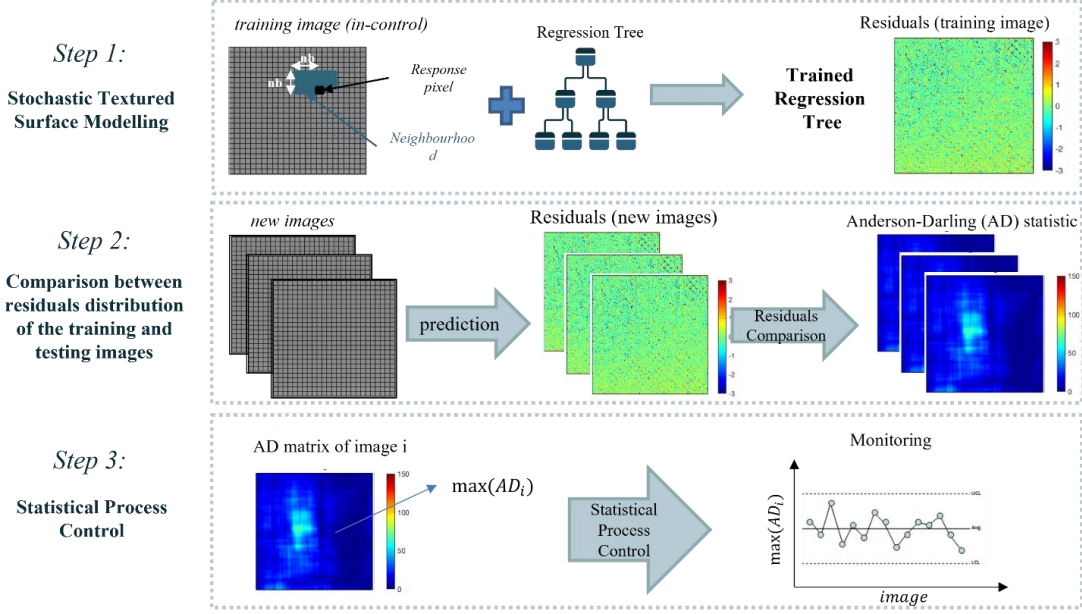 Step 1:
Stochastic Textured
Surface Modelling
training image (in-control)
nb
nb
Response
pixel
Neighbourhoo
d
Regression Tree
Trained
Regression
Tree
Residuals (training image)
3
2
1
0
-1
-2
-3
Step 2:
Comparison between
residuals distribution
of the training and
testing images
new images
prediction
Residuals (new images)
3
2
1
0
-1
-2
-3
Residuals
Comparison
Anderson-Darling (AD) statistic
150
100
50
0
Step 3:
Statistical Process
Control
AD matrix of image i
150
100
50
0
max(AD𝑖)
Statistical
Process
Control
Monitoring
max(AD𝑖)
UCL
Avg.
LCL
image